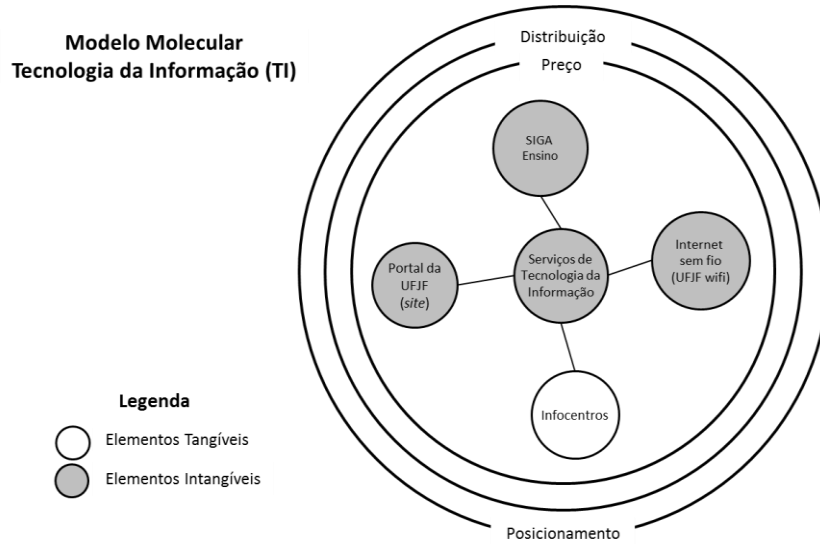 Modelo Molecular
Tecnologia da Informação (TI)
Distribuição
Preço
SIGA
Ensino
Portal da
UFJF
(site)
Serviços de
Tecnologia da
Informação
Internet
sem fio
(UFJF wifi)
Infocentros
Legenda
Elementos Tangíveis
Elementos Intangíveis
Posicionamento